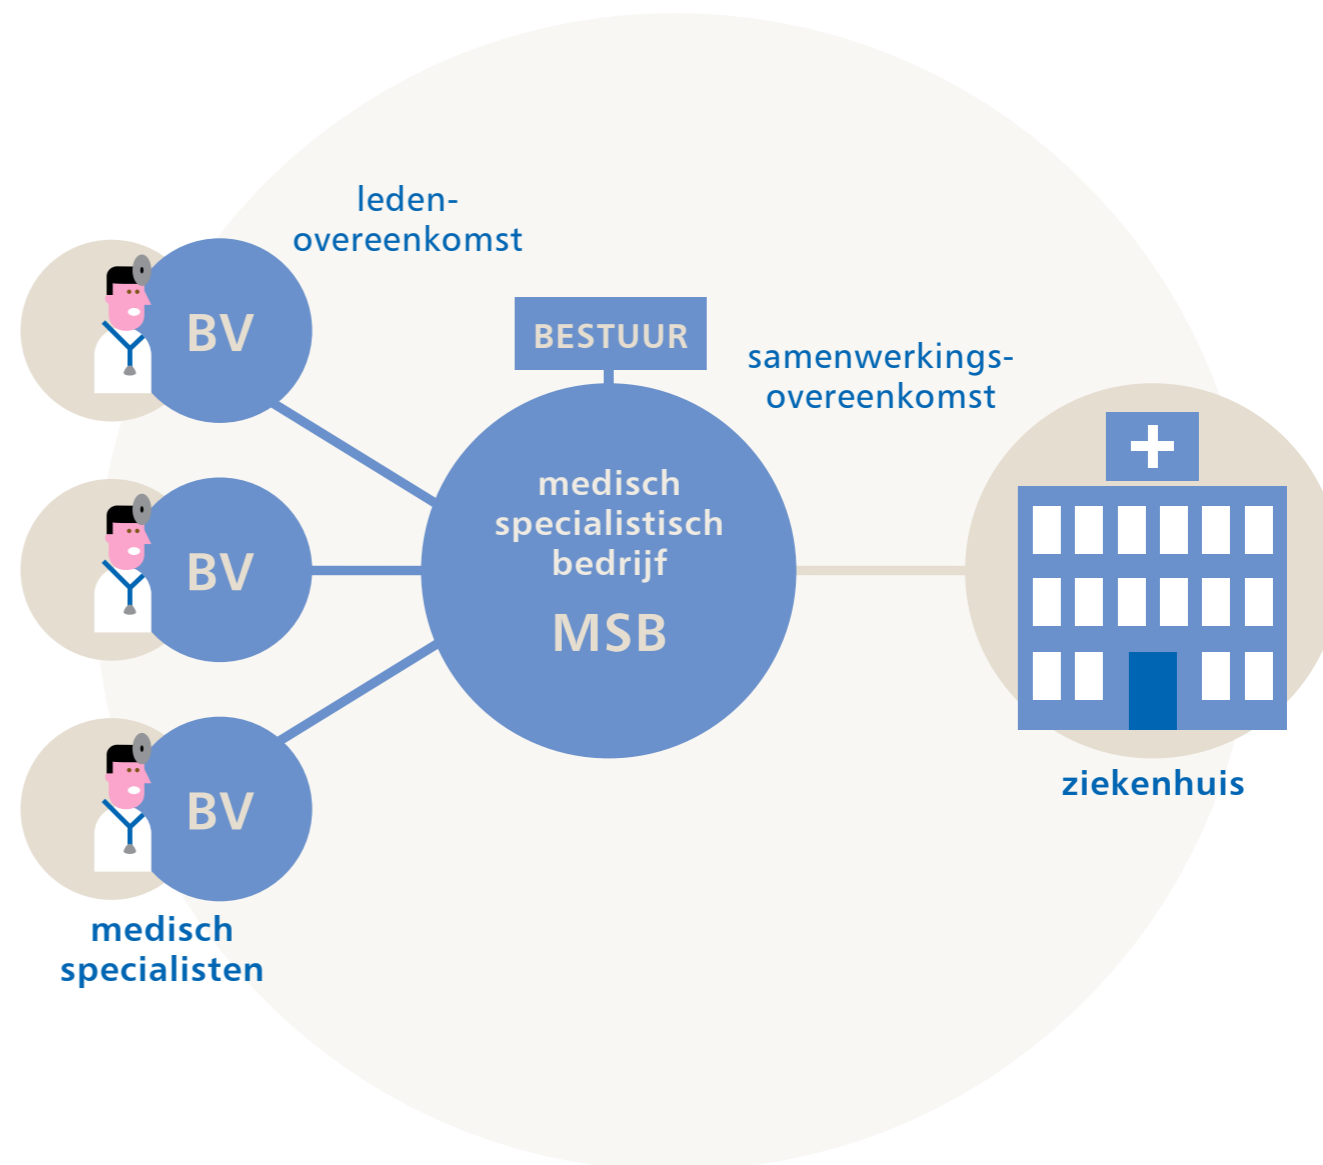 leden-
overeenkomst
BV
BESTUUR
samenwerkings-
overeenkomst
medisch
specialistisch
bedrijf
MSB
BV
ziekenhuis
BV
medisch
specialisten